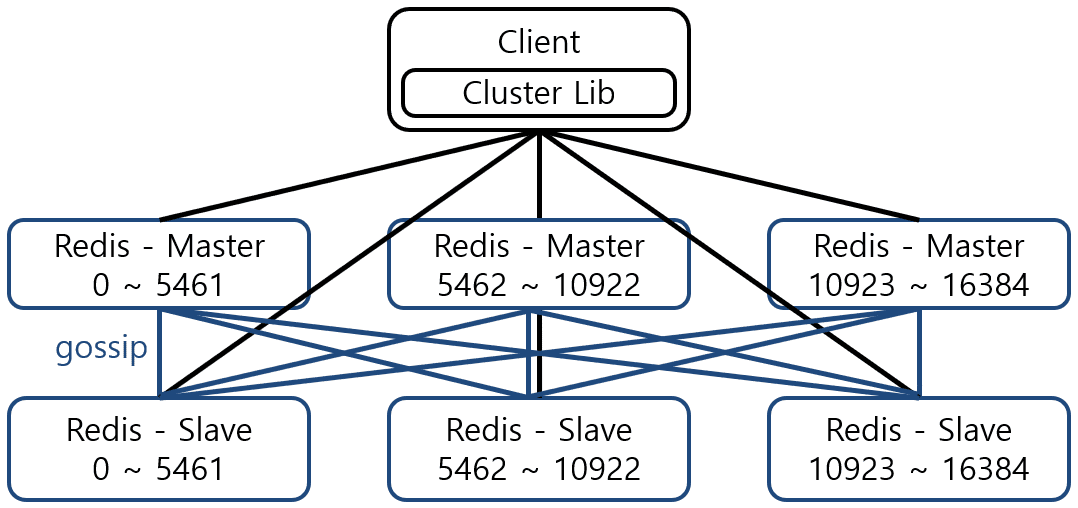 Client
Cluster Lib
Redis - Master
0 ~ 5461
Redis - Master
5462 ~ 10922
Redis - Master
10923 ~ 16384
gossip
Redis - Slave
0 ~ 5461
Redis - Slave
5462 ~ 10922
Redis - Slave
10923 ~ 16384